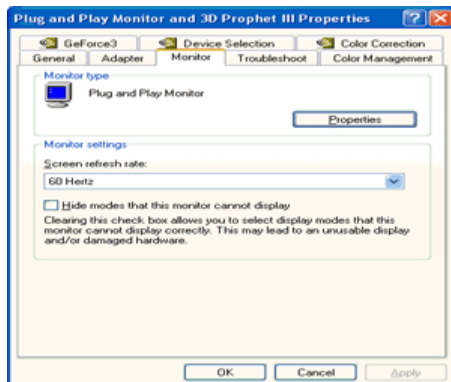 Plug and Play Monitor and 3D Prophet III Properties
GeForce3 Device Selection Color Correction
General Adapter Monitor Troubleshoot Color Management
Monitor type
Plug and Play Monitor
Properties
Monitor settings
Screen refresh rate:
60 Hertz
Hide modes that this monitor cannot display
Clearing this check box allows you to select display modes that this
monitor cannot display correctly. This may lead to an unusable display
and/or damaged hardware.
OK Cancel Apply